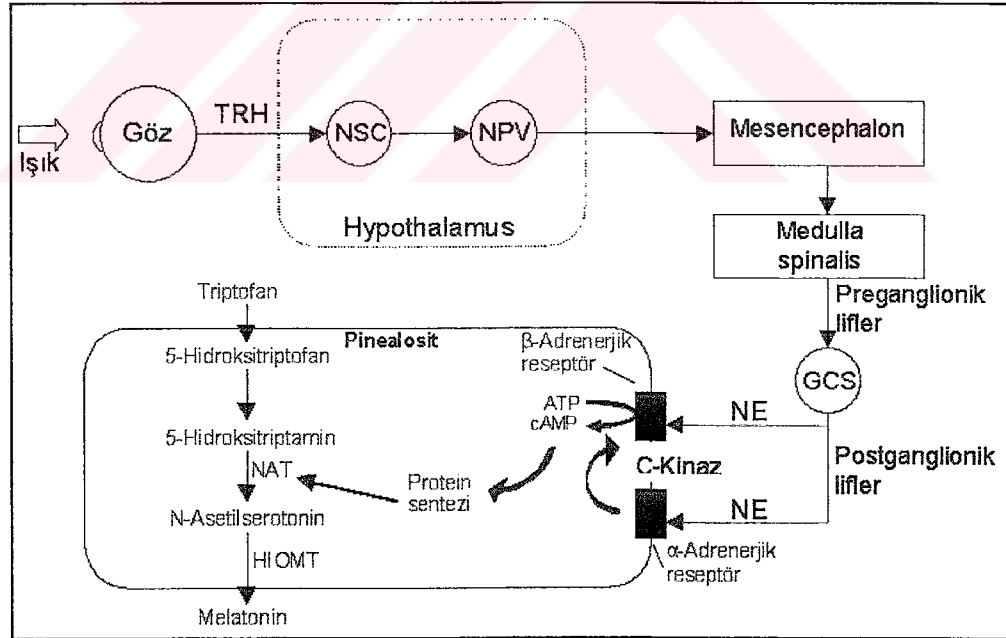 Işık
Göz
TRH
NSC
NPV
Hypothalamus
Mesencephalon
Medulla
spinalis
Preganglionik
lifler
GCS
NE
Postganglionik
lifler
NE
Triptofan
Pinealosit
5-Hidroksitriptofan
5-Hidroksitriptamin
NAT
N-Asetilserotonin
HIOMT
Melatonin
Protein
sentezi
β-Adrenerjik
reseptör
ATP
cAMP
C-Kinaz
α-Adrenerjik
reseptör